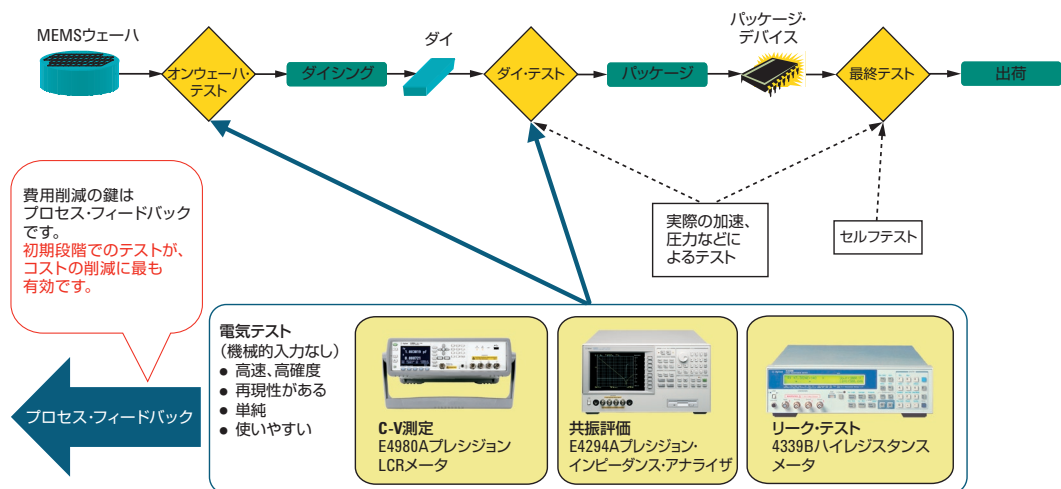 MEMSウェーハ
オンウェーハ・
テスト
ダイシング
ダイ
ダイ・テスト
パッケージ
パッケージ・
デバイス
最終テスト
出荷
費用削減の鍵は
プロセス・フィードバック
です。
初期段階でのテストが、
コストの削減に最も
有効です。
実際の加速、
圧力などに
よるテスト
セルフテスト
プロセス・フィードバック
電気テスト
（機械的入力なし）
● 高速、高確度
● 再現性がある
● 単純
● 使いやすい
C-V測定
E4980Aプレシジョン
LCRメータ
共振評価
E4294Aプレシジョン・
インピーダンス・アナライザ
リーク・テスト
4339Bハイレジスタンス
メータ